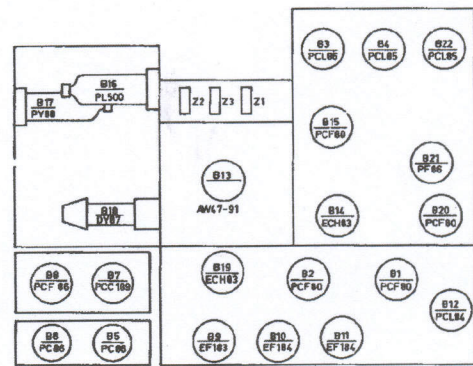 B3
PCL86
B4
PCL85
B22
PCL85
B16
PL500
B17
PY88
Z2 Z3 Z1
B15
PCF80
B21
PF86
B13
AW47-91
B18
DY87
B14
ECH83
B20
PCF80
B8
PCF 86
B7
PCC189
B19
ECH83
B2
PCF80
B1
PCF80
B12
PCL84
B6
PC86
B5
PC86
B9
EF183
B10
EF184
B11
EF184